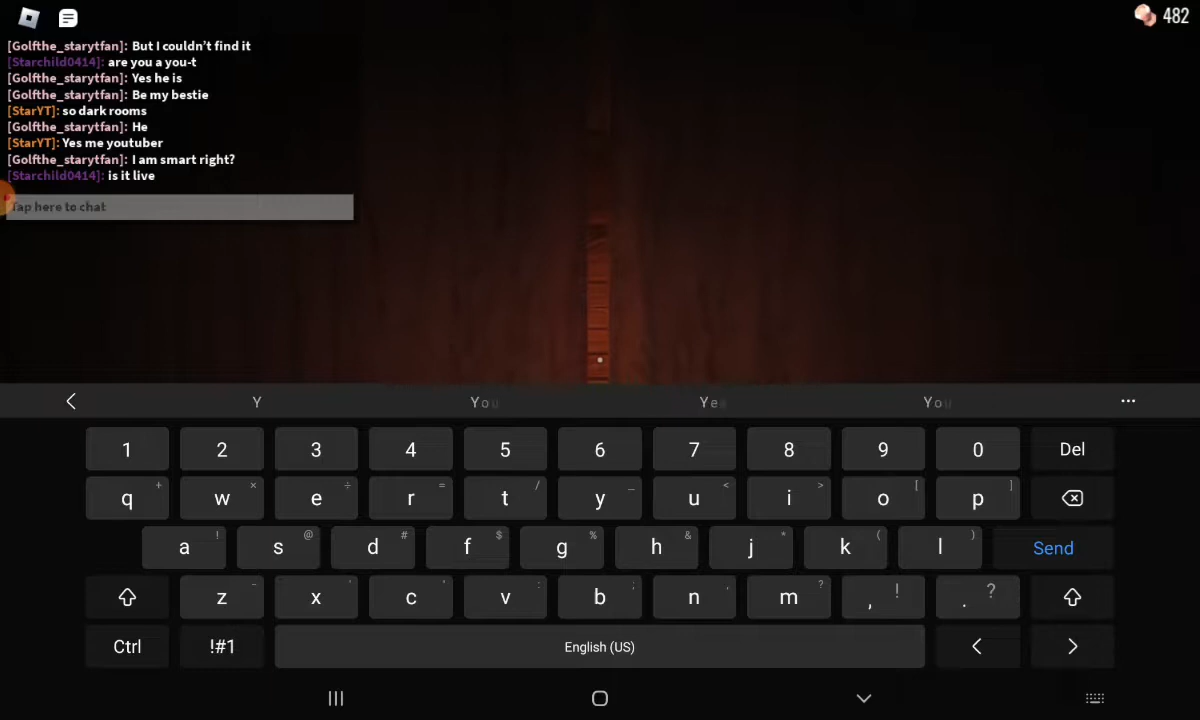 482
[Golfthe_starytfan]: But I couldn't find it
[Starchild0414]: are you a you-t
[Golfthe_starytfan]: Yes he is
[Golfthe_starytfan]: Be my bestie
[StarYT]: so dark rooms
[Golfthe_starytfan]: He
[StarYT]: Yes me youtuber
[Golfthe_starytfan]: I am smart right?
[Starchild0414]: is it live
Tap here to chat
Y You Yea You ...
1 2 3 4 5 6 7 8 9 0 Del
q + w × e ÷ r = t / y _ u < i > o [ p ]
a ! s @ d # f $ g % h & j * k ( l ) Send
z - x ' c " v : b ; n , m ? , ! . ?
Ctrl !#1 English (US) < >